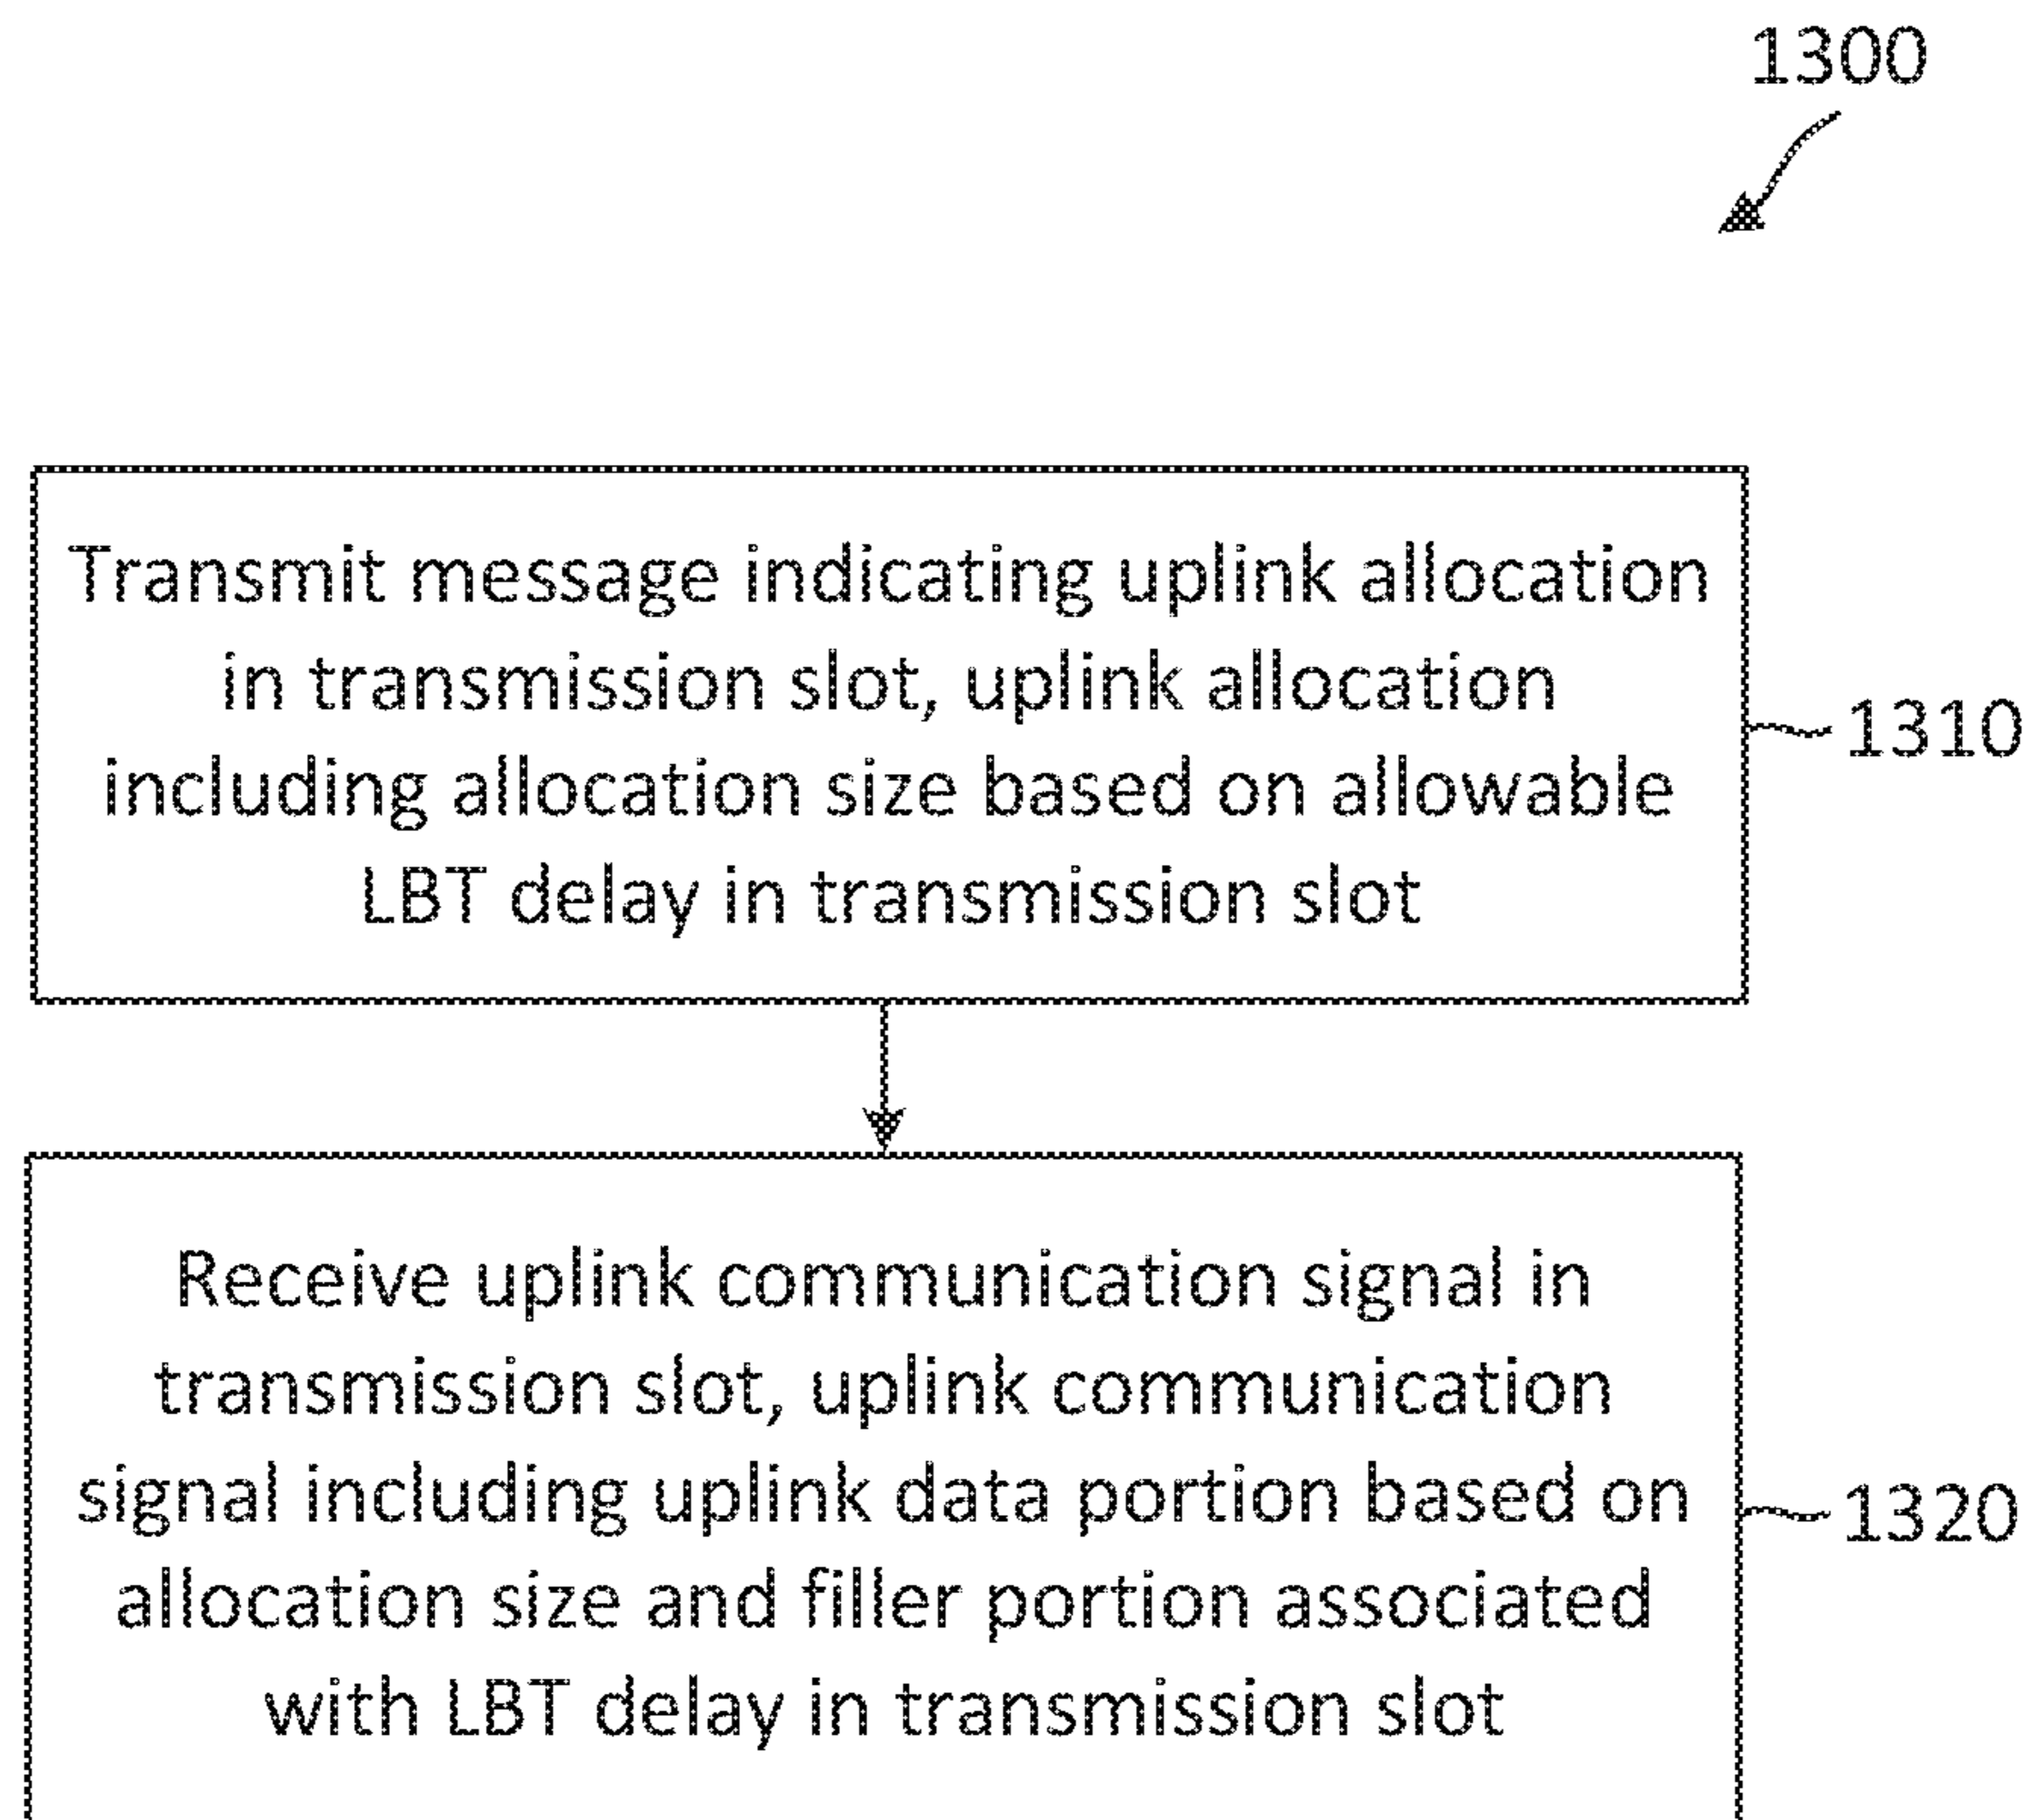 1300
Transmit message indicating uplink allocation
in transmission slot, uplink allocation
including allocation size based on allowable
LBT delay in transmission slot
1310
Receive uplink communication signal in
transmission slot, uplink communication
signal including uplink data portion based on
allocation size and filler portion associated
with LBT delay in transmission slot
1320